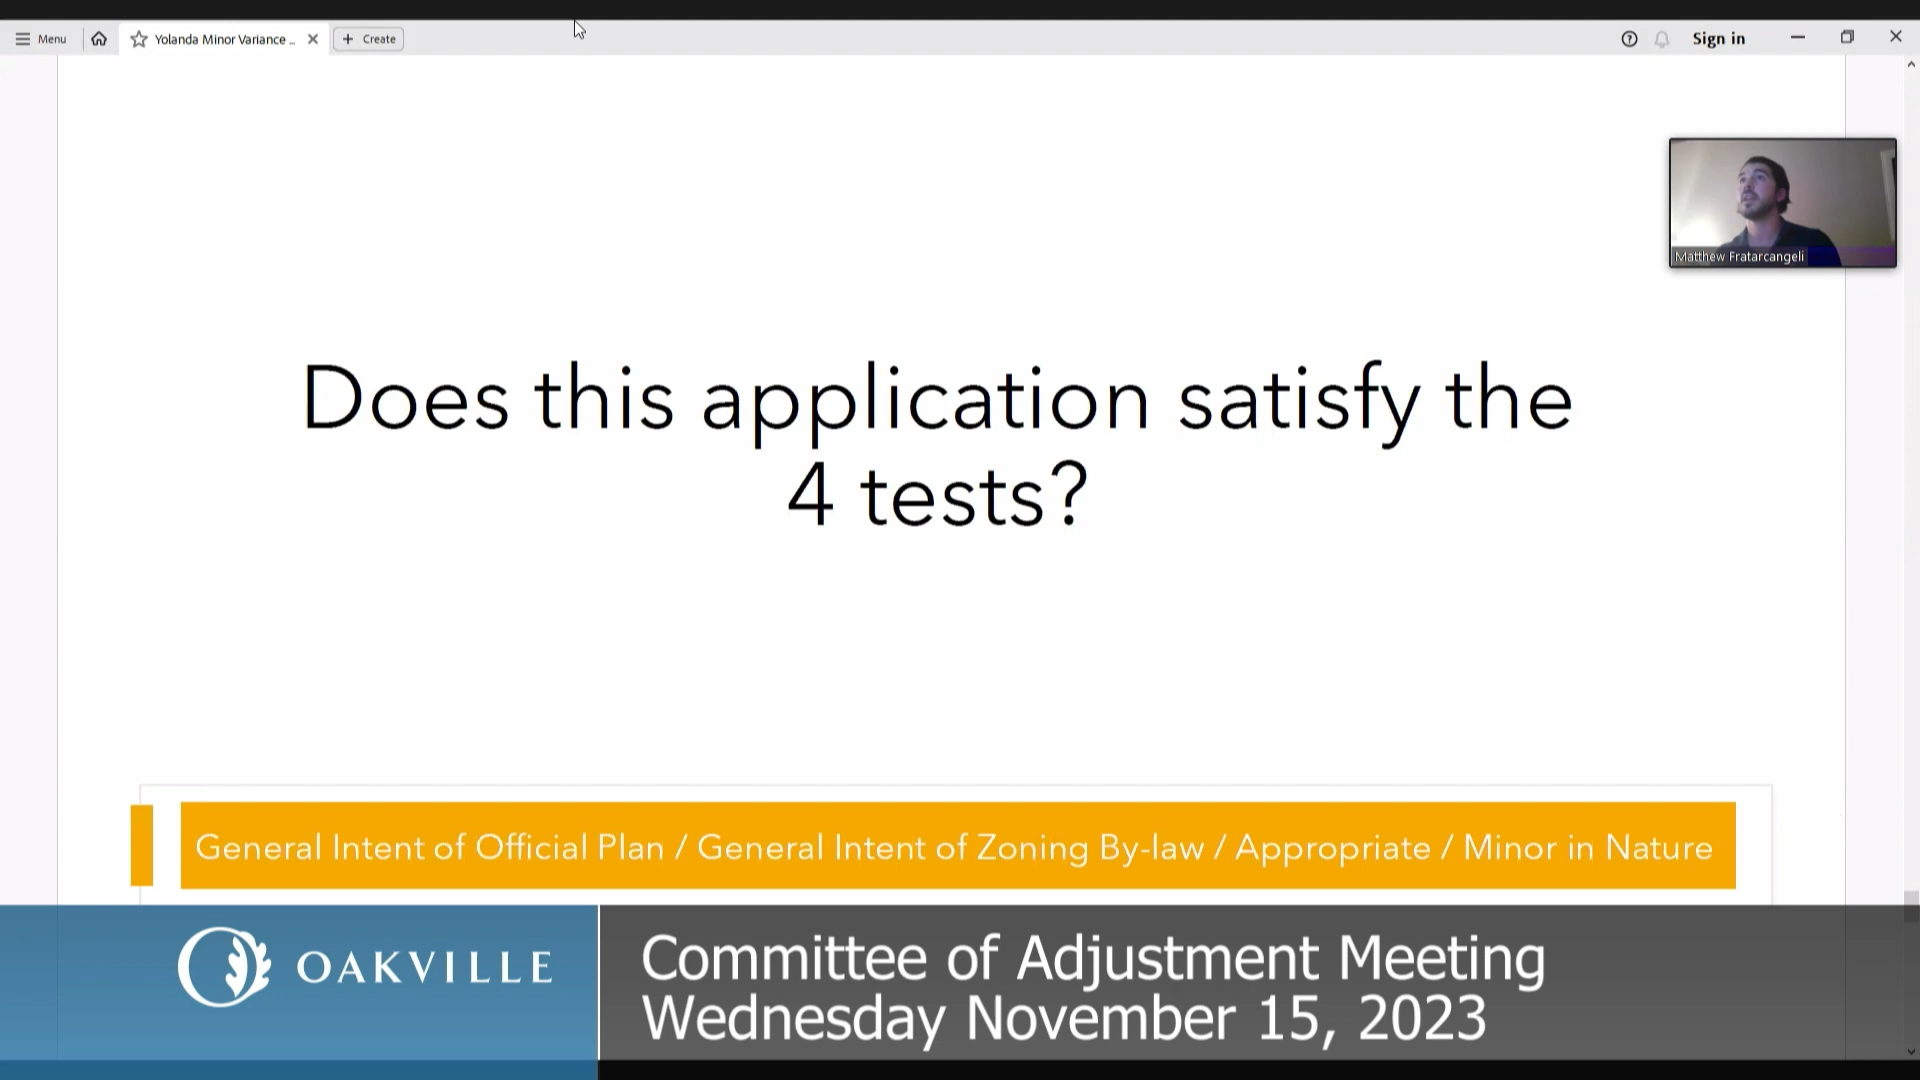 Menu
Yolanda Minor Variance ...
Create
Sign in
Matthew Fratarcangeli
Does this application satisfy the
4 tests?
General Intent of Official Plan / General Intent of Zoning By-law / Appropriate / Minor in Nature
OAKVILLE
Committee of Adjustment Meeting
Wednesday November 15, 2023